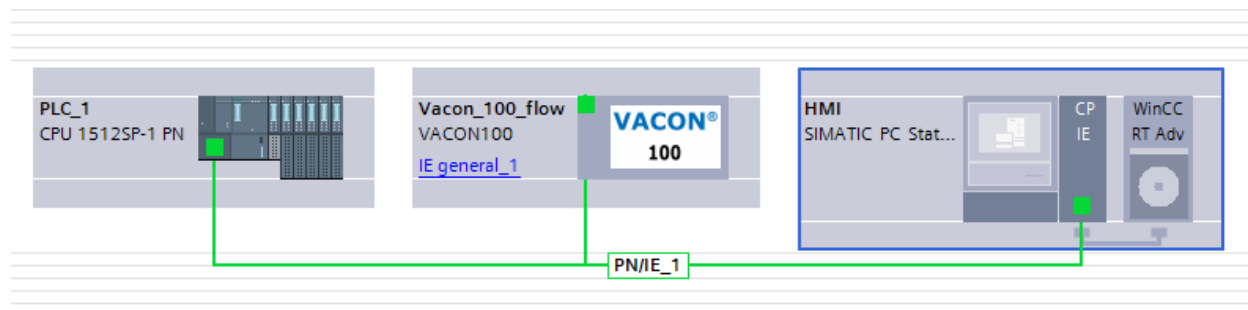 PLC_1
CPU 1512SP-1 PN
Vacon_100_flow
VACON100
IE general_1
VACON®
100
HMI
SIMATIC PC Stat...
CP
IE
WinCC
RT Adv
PN/IE_1